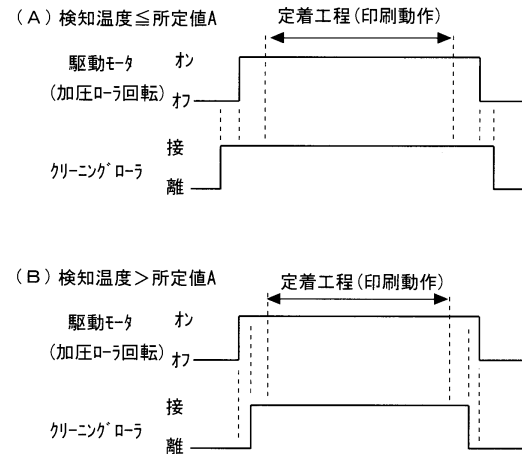 (A)検知温度≦所定値A
定着工程(印刷動作)
駆動ﾓｰﾀ
オン
(加圧ﾛｰﾗ回転)
オフ
接
ｸﾘｰﾆﾝｸﾞﾛｰﾗ
離
(B)検知温度>所定値A
定着工程(印刷動作)
駆動ﾓｰﾀ
オン
(加圧ﾛｰﾗ回転)
オフ
接
ｸﾘｰﾆﾝｸﾞﾛｰﾗ
離